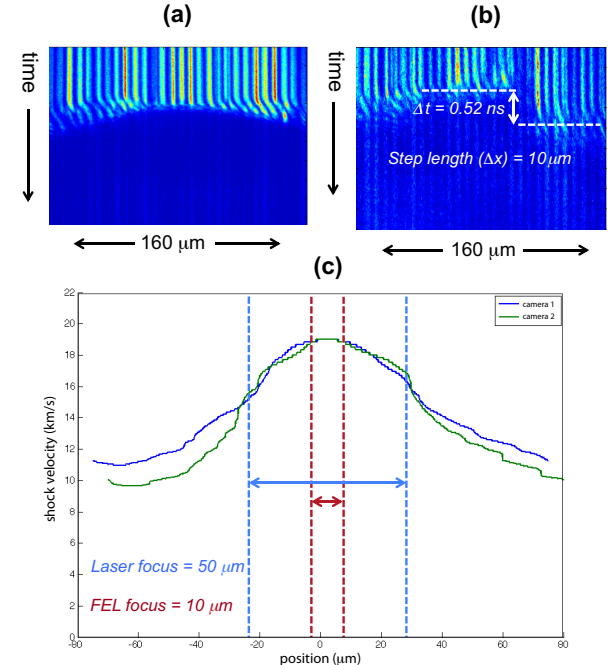 (a)
(b)
time
time
Δt = 0.52 ns
Step length (Δx) = 10 μm
160 μm
160 μm
(c)
22
20
18
16
14
12
10
8
6
4
2
0
shock velocity (km/s)
camera 1
camera 2
Laser focus = 50 μm
FEL focus = 10 μm
-80 -60 -40 -20 0 20 40 60 80
position (μm)